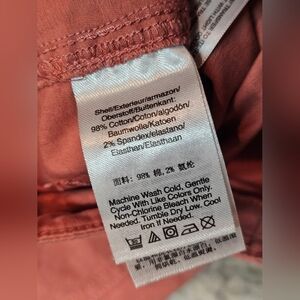 Shell/Exterieur/armazon/
Oberstoff/Buitenkant:
98% Cotton/Coton/algodón/
Baumwolle/Katoen
2% Spandex/elastano/
Elasthan/Elasthaan
面料: 98% 棉, 2% 氨纶
Machine Wash Cold, Gentle
Cycle With Like Colors Only.
Non-Chlorine Bleach When
Needed. Tumble Dry Low. Cool
Iron If Needed.